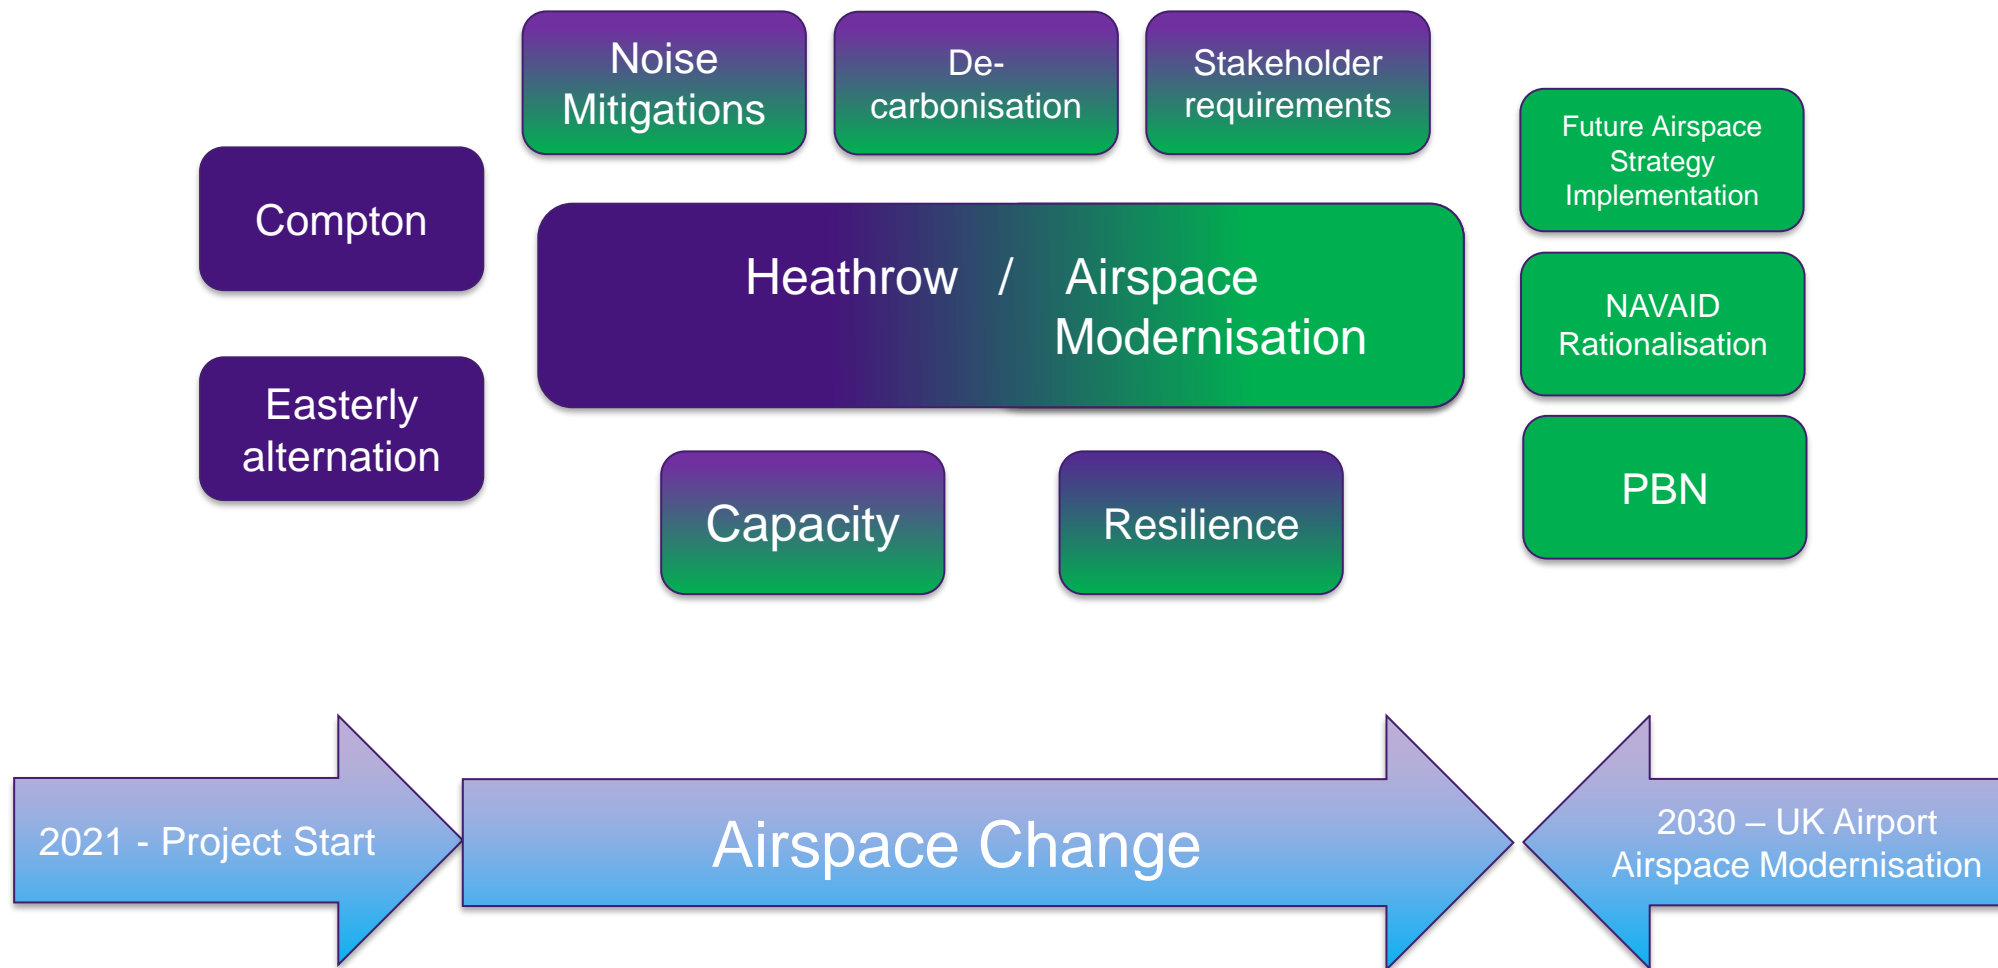 Noise
Mitigations
De-
carbonisation
Stakeholder
requirements
Compton
Easterly
alternation
Heathrow / Airspace
Modernisation
Future Airspace
Strategy
Implementation
NAVAID
Rationalisation
PBN
Capacity
Resilience
2021 - Project Start
Airspace Change
2030 – UK Airport
Airspace Modernisation